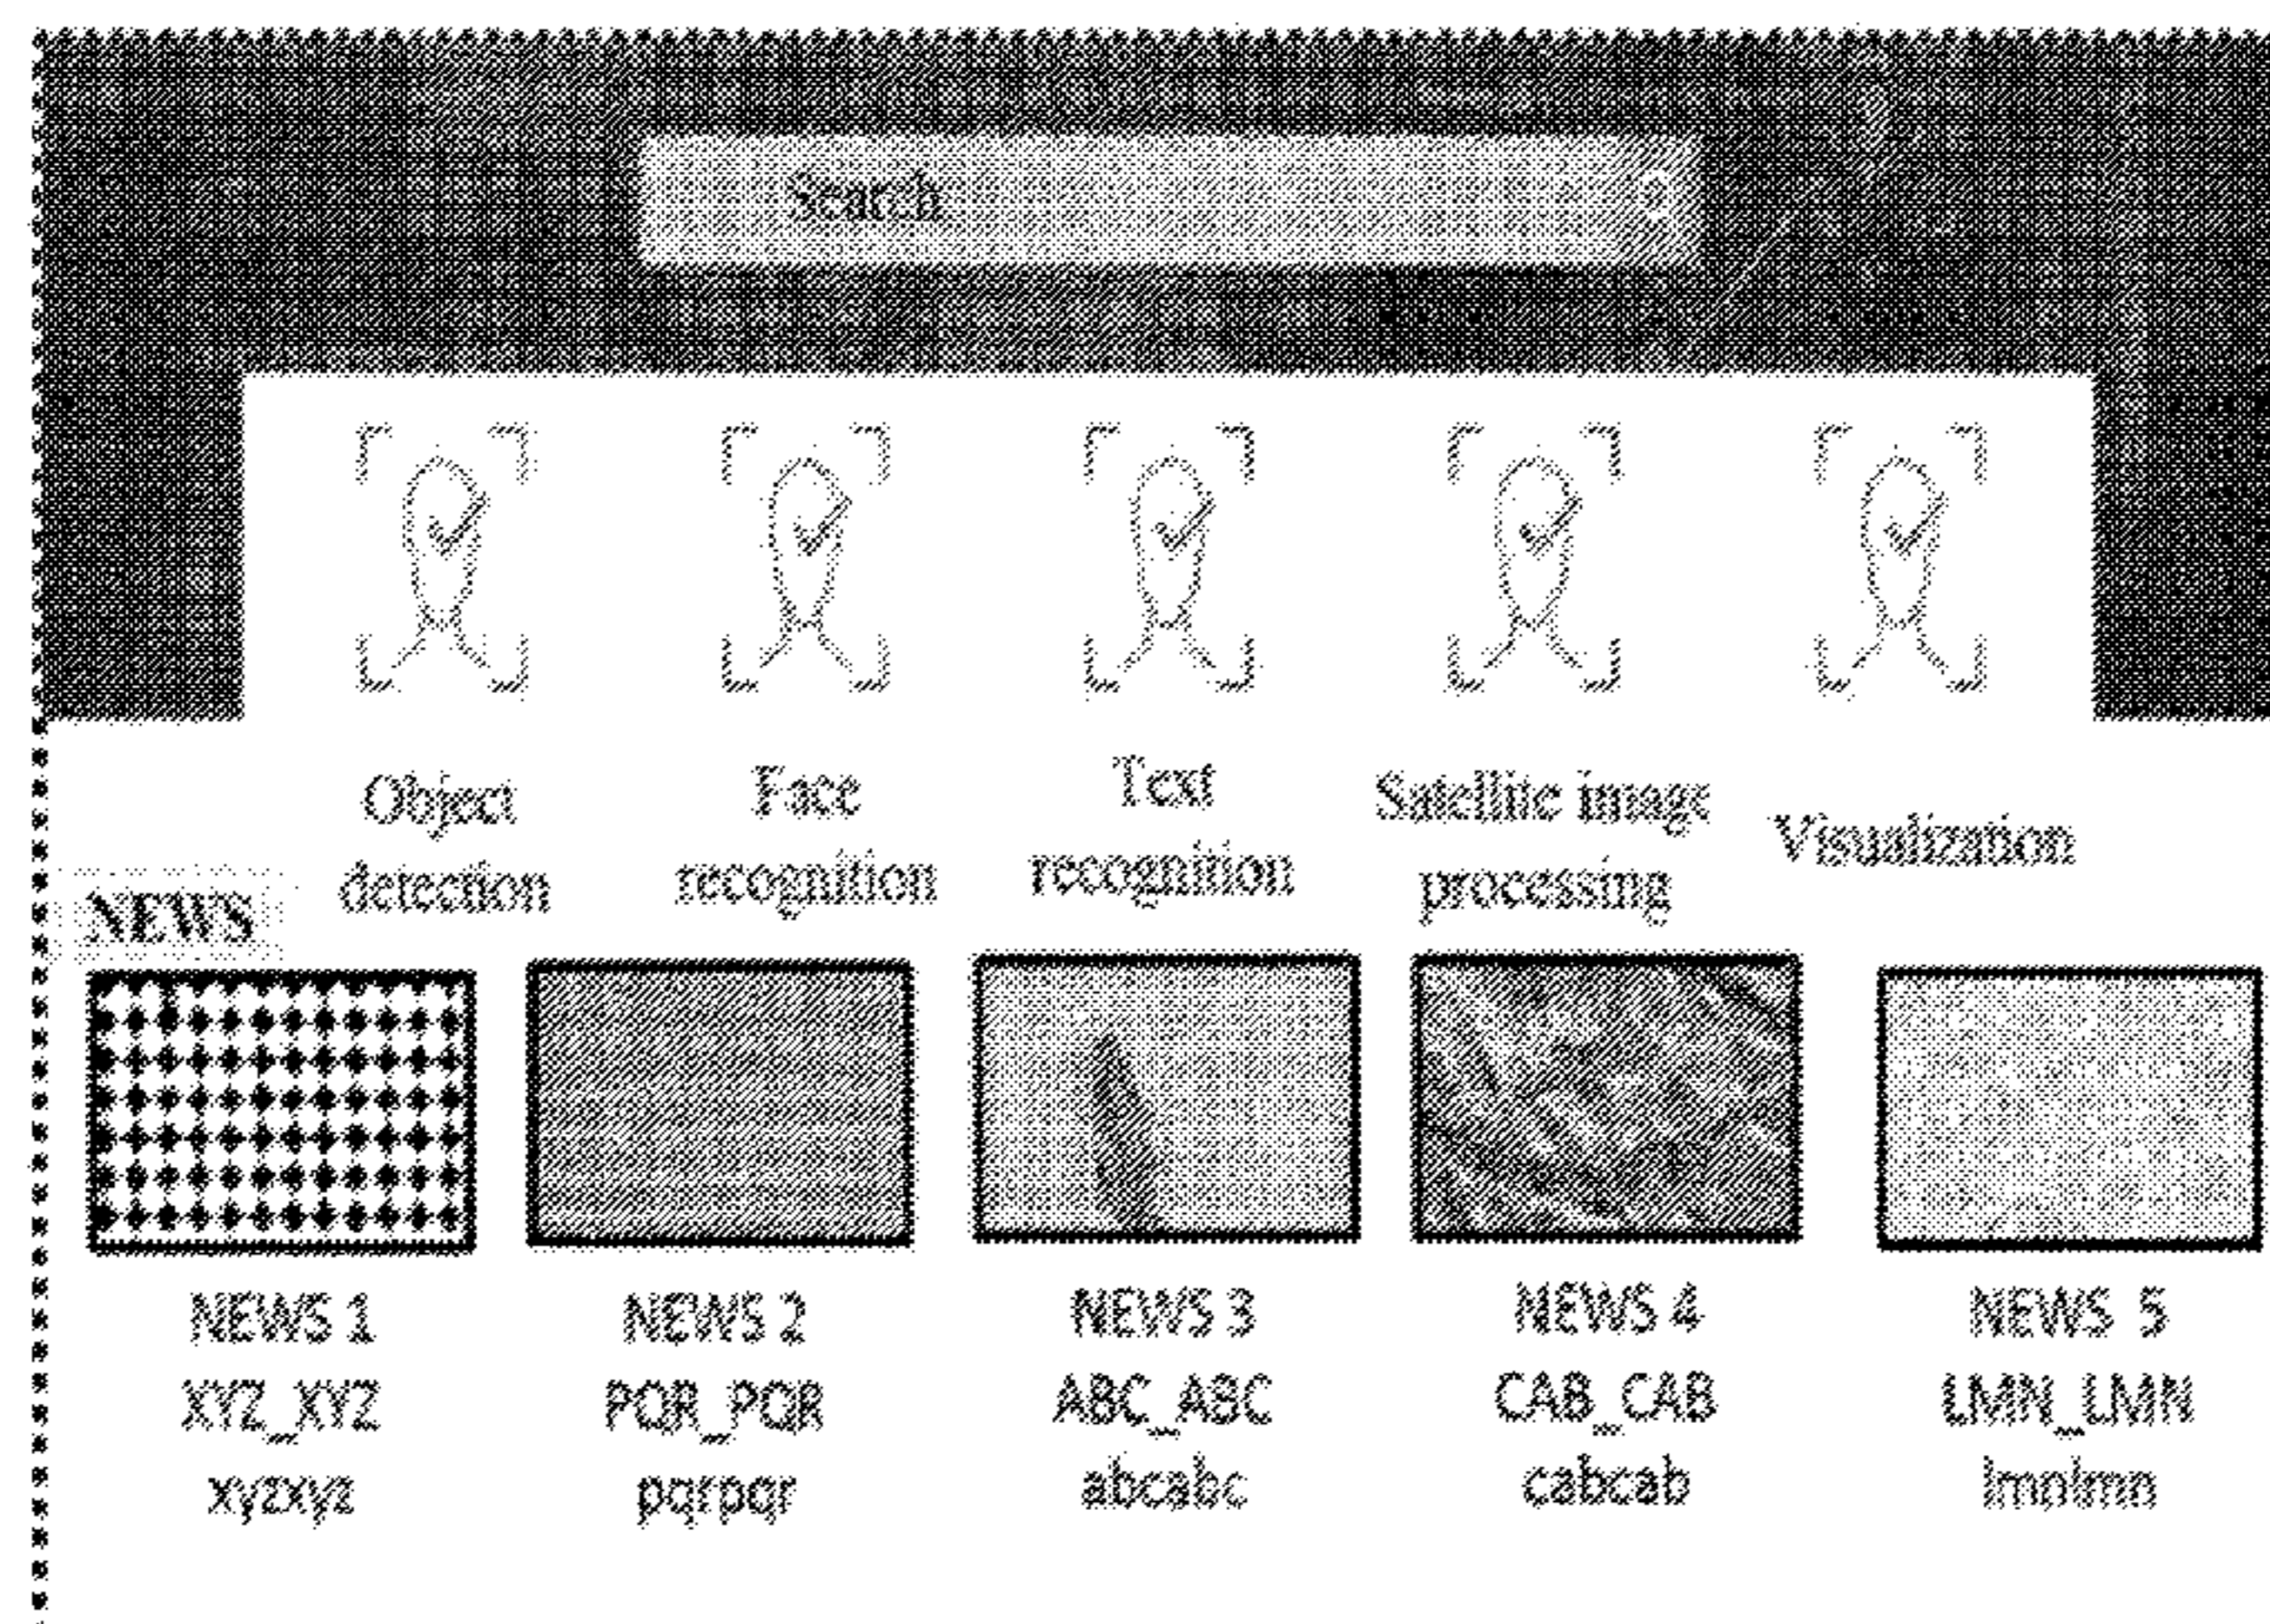 Search
Object
detection
Face
recognition
Text
recognition
Satellite image
processing
Visualization
NEWS
NEWS 1
XYZ_XYZ
xyzxyz
NEWS 2
PQR_PQR
pqrpqr
NEWS 3
ABC_ABC
abcabc
NEWS 4
CAB_CAB
cabcab
NEWS 5
LMN_LMN
lmnlmn